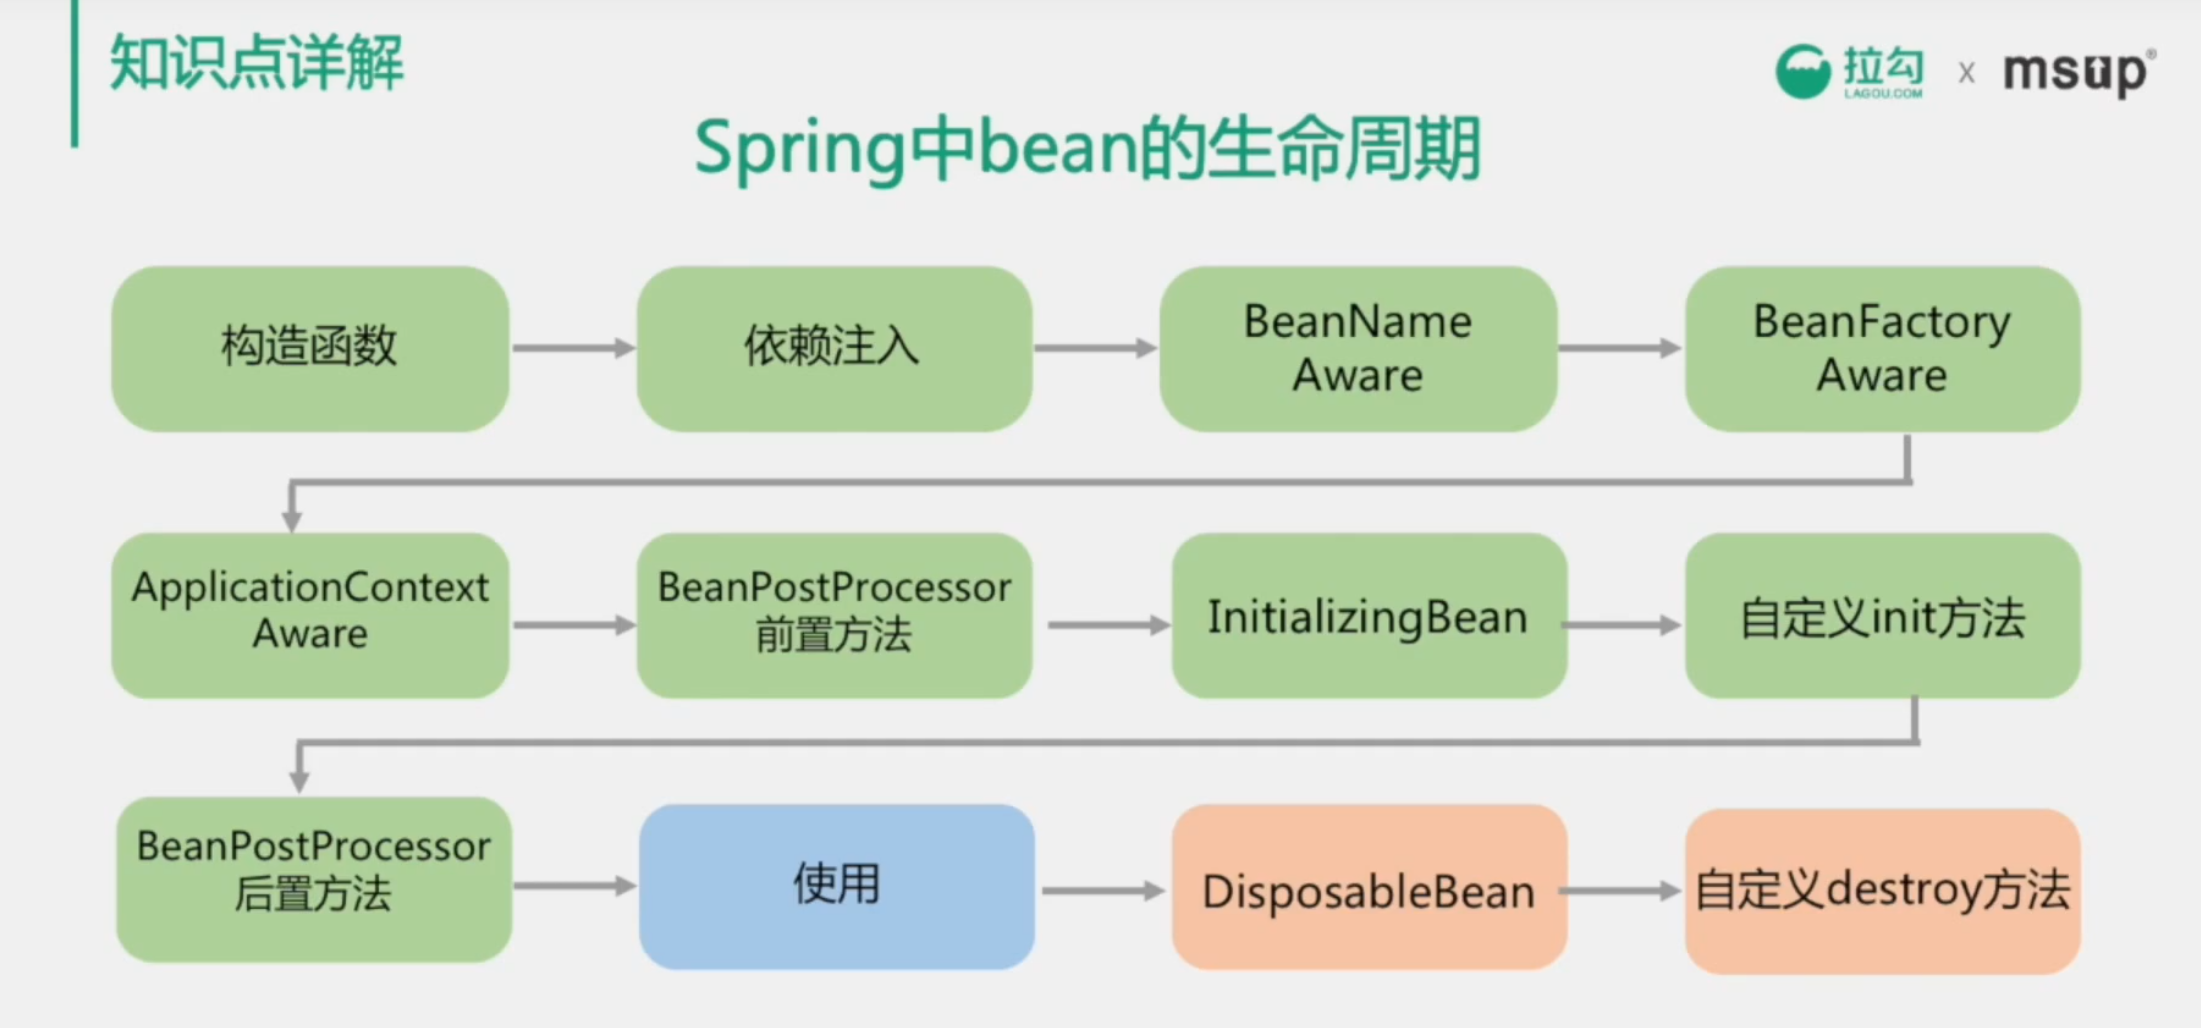 知识点详解
拉勾
LAGOU.COM
x
msup®
Spring中bean的生命周期
构造函数
依赖注入
BeanName
Aware
BeanFactory
Aware
ApplicationContext
Aware
BeanPostProcessor
前置方法
InitializingBean
自定义init方法
BeanPostProcessor
后置方法
使用
DisposableBean
自定义destroy方法